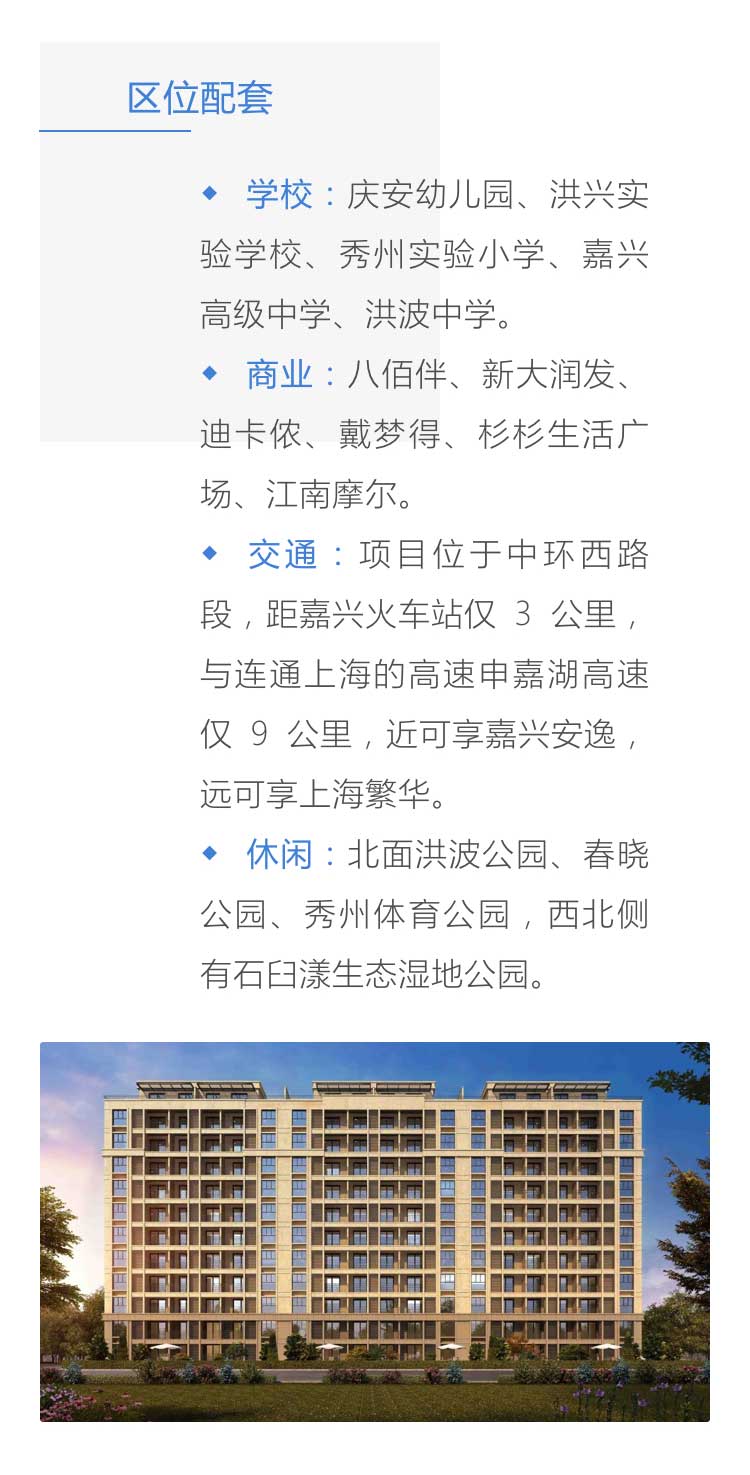 区位配套
◆ 学校：庆安幼儿园、洪兴实
验学校、秀州实验小学、嘉兴
高级中学、洪波中学。
◆ 商业：八佰伴、新大润发、
迪卡侬、戴梦得、杉杉生活广
场、江南摩尔。
◆ 交通：项目位于中环西路
段，距嘉兴火车站仅 3 公里，
与连通上海的高速申嘉湖高速
仅 9 公里，近可享嘉兴安逸，
远可享上海繁华。
◆ 休闲：北面洪波公园、春晓
公园、秀州体育公园，西北侧
有石臼漾生态湿地公园。